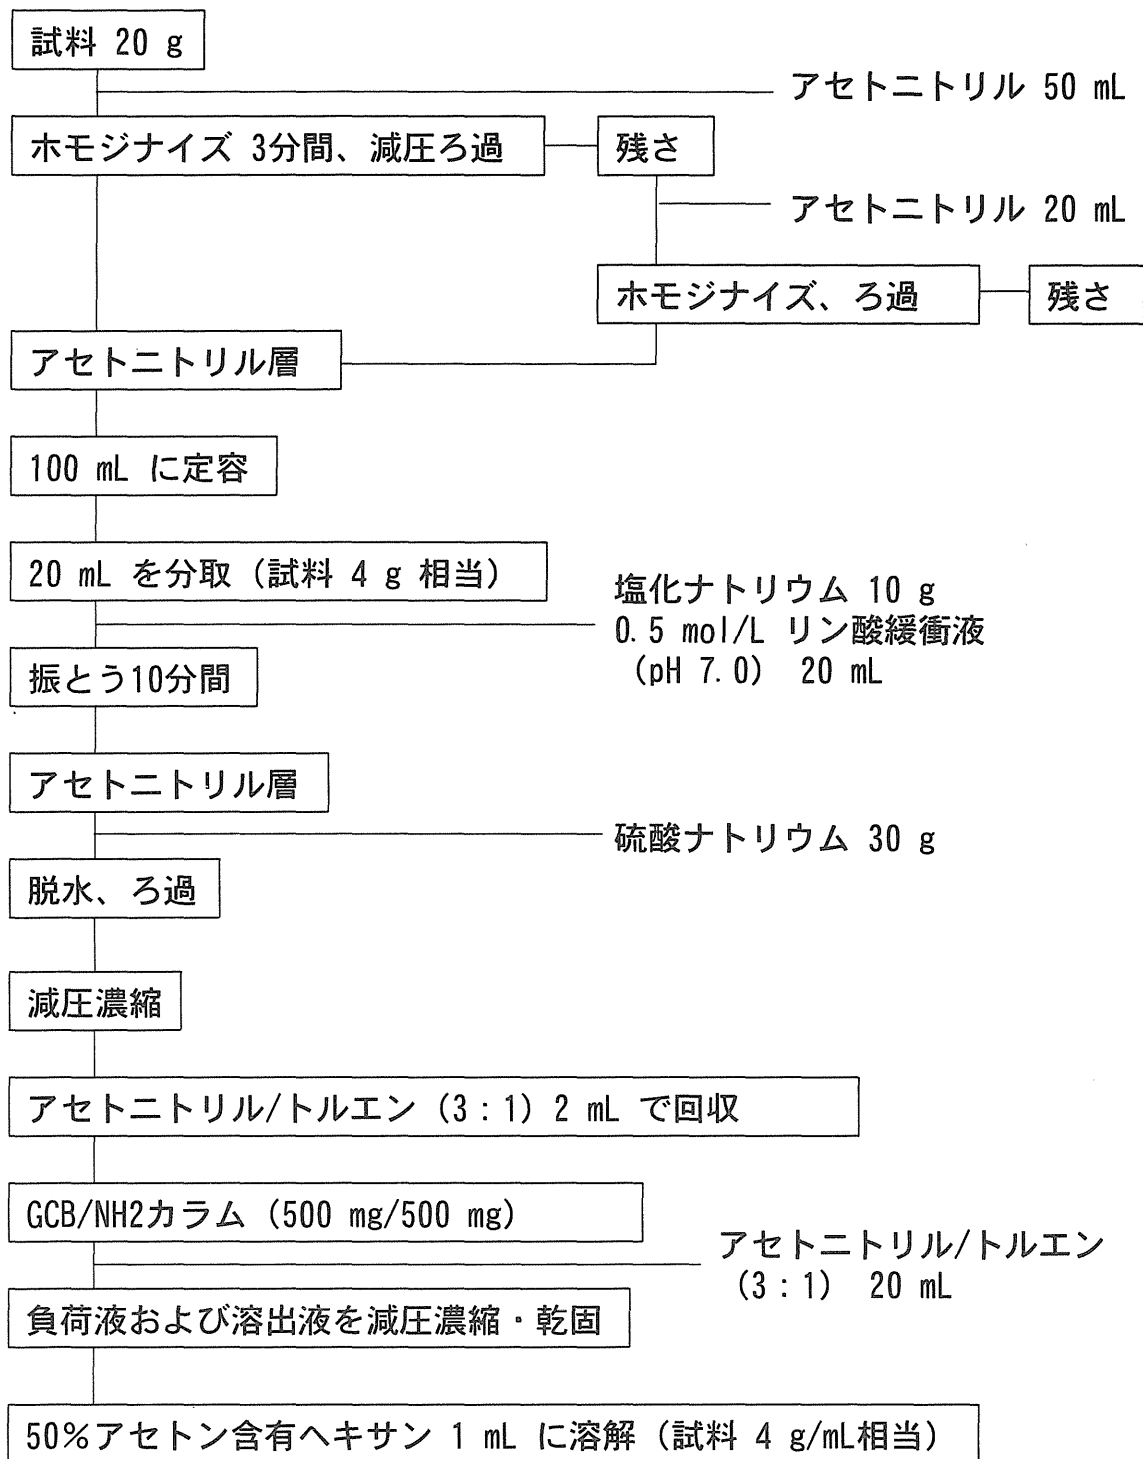 試料 20 g
アセトニトリル 50 mL
ホモジナイズ 3分間、減圧ろ過
残さ
アセトニトリル 20 mL
ホモジナイズ、ろ過
残さ
アセトニトリル層
100 mL に定容
20 mL を分取 (試料 4 g 相当)
塩化ナトリウム 10 g
0.5 mol/L リン酸緩衝液
(pH 7.0) 20 mL
振とう10分間
アセトニトリル層
硫酸ナトリウム 30 g
脱水、ろ過
減圧濃縮
アセトニトリル/トルエン (3:1) 2 mL で回収
GCB/NH2カラム (500 mg/500 mg)
アセトニトリル/トルエン
(3:1) 20 mL
負荷液および溶出液を減圧濃縮・乾固
50%アセトン含有ヘキサン 1 mL に溶解 (試料 4 g/mL相当)